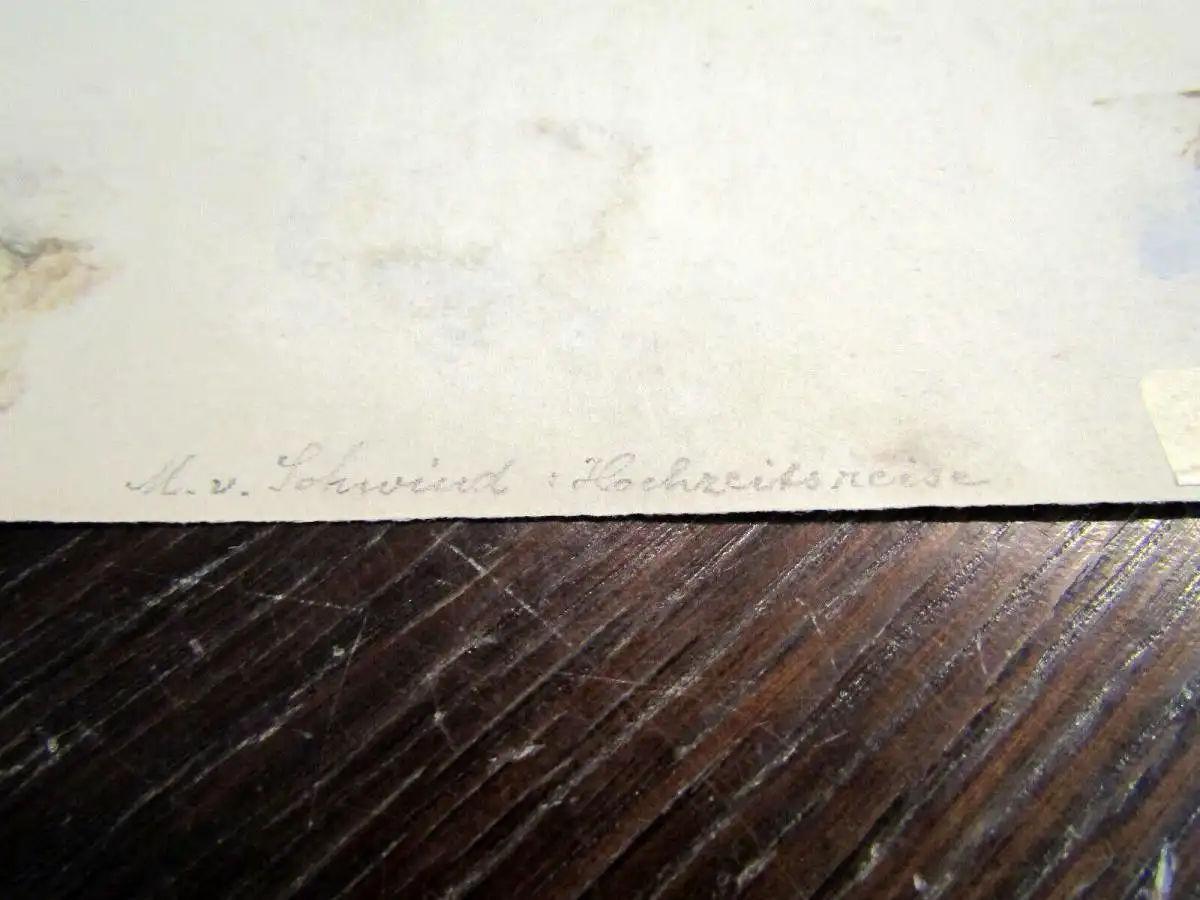 M. v. Schwind : Hochzeitsreise